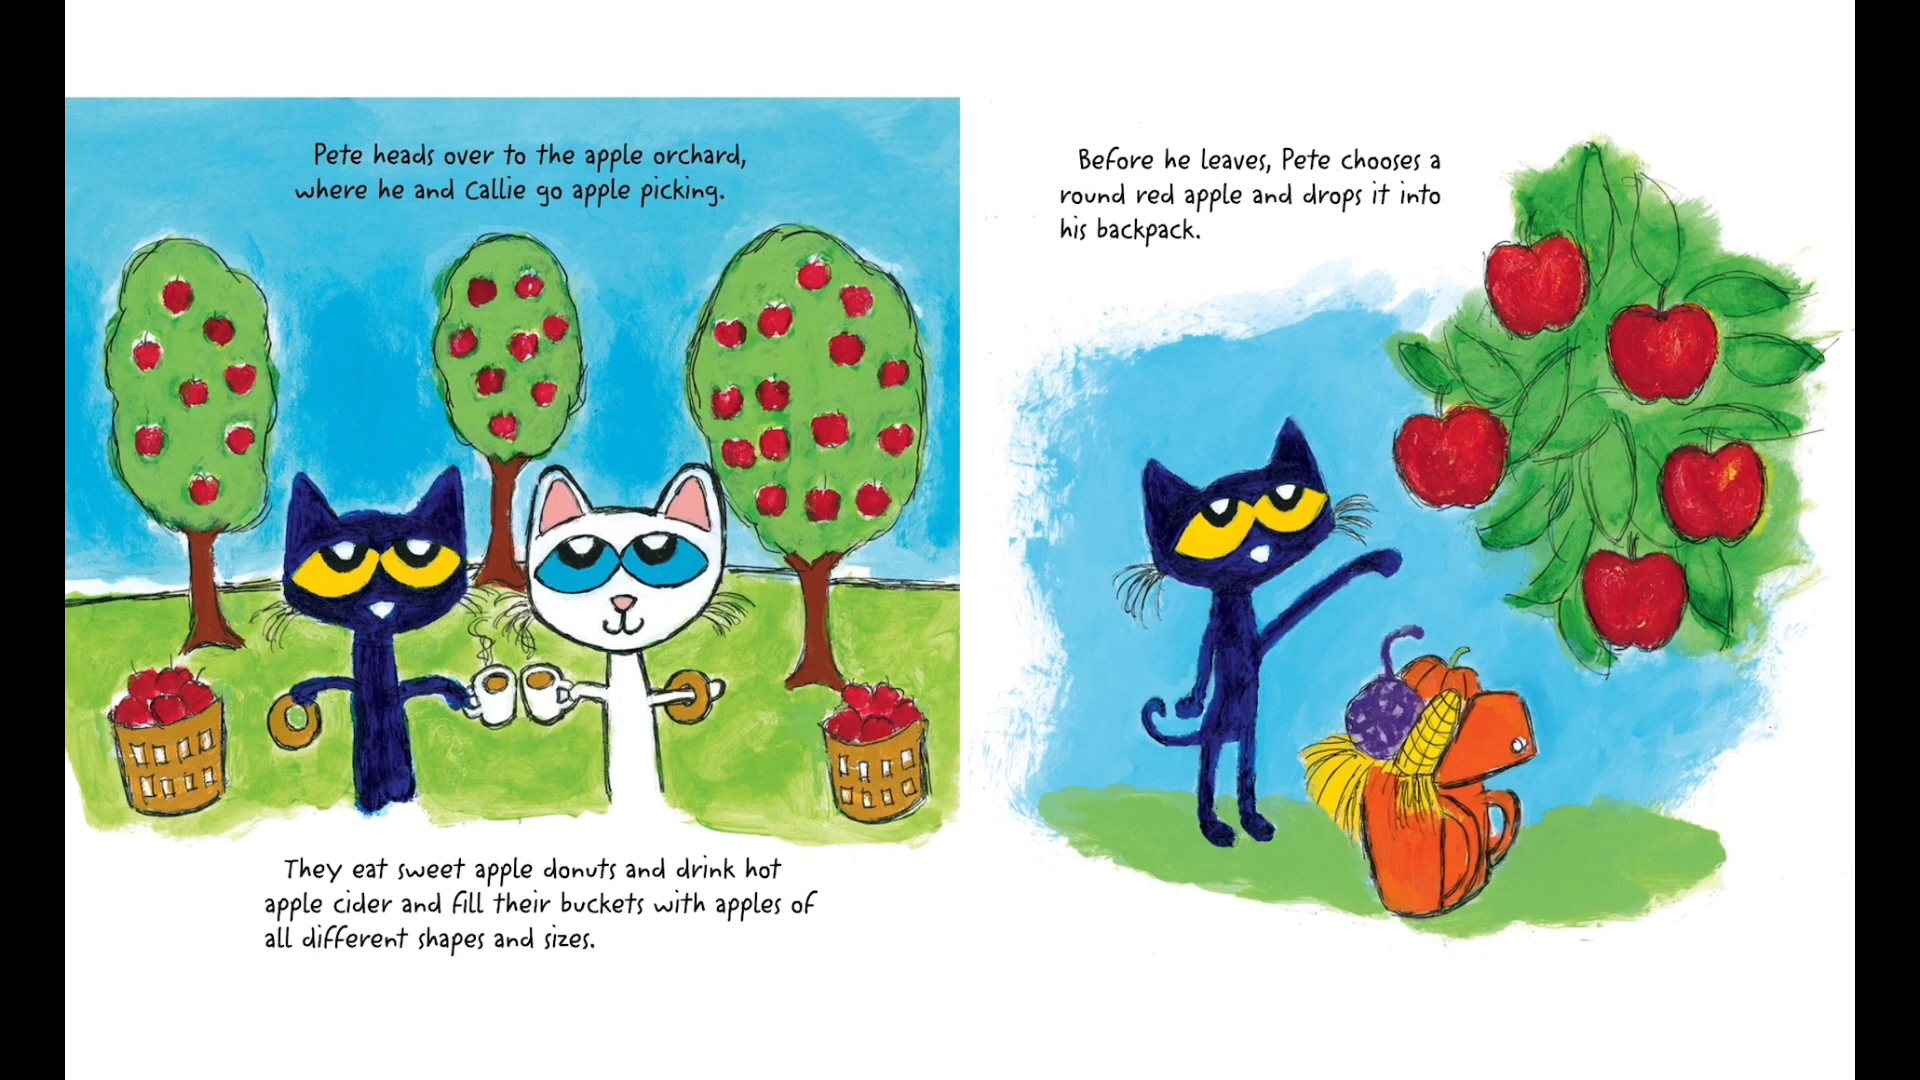 Pete heads over to the apple orchard,
where he and Callie go apple picking.
They eat sweet apple donuts and drink hot
apple cider and fill their buckets with apples of
all different shapes and sizes.
Before he leaves, Pete chooses a
round red apple and drops it into
his backpack.